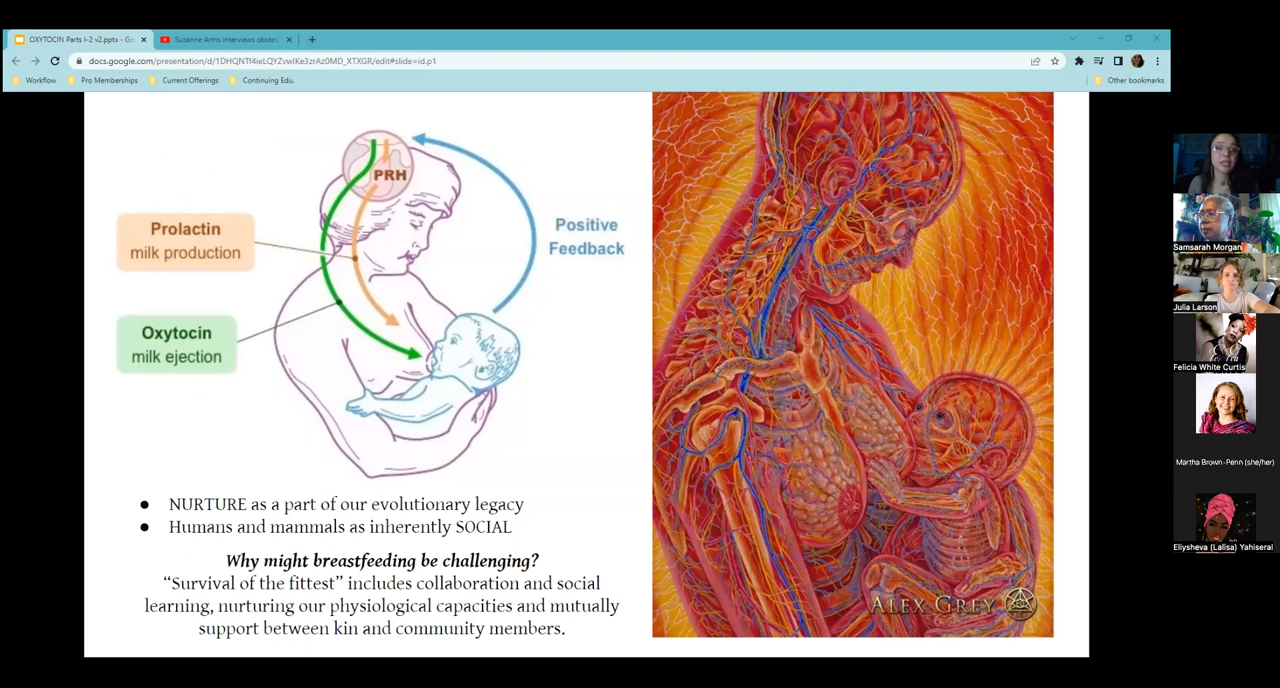 OXYTOCIN Parts I-2 v2.pptx - Go
Suzanne Arms interviews obste
docs.google.com/presentation/d/1DHQNTf4ieLQYZvwlKe3zrAz0MD_XTXGR/edit#slide=id.p1
Workflow
Pro Memberships
Current Offerings
Continuing Edu.
Other bookmarks
PRH
Prolactin
milk production
Positive
Feedback
Oxytocin
milk ejection
● NURTURE as a part of our evolutionary legacy
● Humans and mammals as inherently SOCIAL
Why might breastfeeding be challenging?
“Survival of the fittest” includes collaboration and social
learning, nurturing our physiological capacities and mutually
support between kin and community members.
ALEX GREY
Samsarah Morgan
Julia Larson
Felicia White Curtis
Martha Brown-Penn (she/her)
Eliysheva (Lalisa) Yahiseral